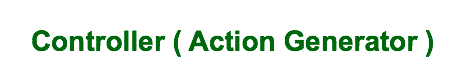 Controller ( Action Generator )